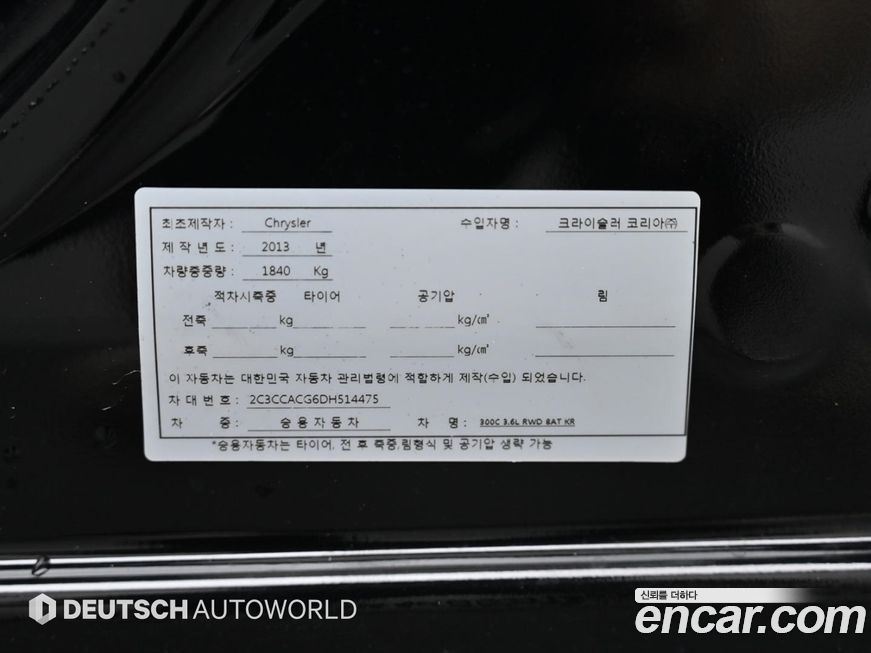 최초제작자 : Chrysler 수입자명 : 크라이슬러 코리아㈜
제 작 년 도 : 2013 년
차량중중량 : 1840 Kg
적차시축중 타이어 공기압 림
전축 kg kg/㎠
후축 kg kg/㎠
이 자동차는 대한민국 자동차 관리법령에 적합하게 제작(수입) 되었습니다.
차 대 번 호 : 2C3CCACG6DH514475
차 종 : 승 용 자 동 차 차 명 : 300C 3.6L RWD 8AT KR
*승용자동차는 타이어, 전 후 축중,림형식 및 공기압 생략 가능
DEUTSCH AUTOWORLD
신뢰를 더하다
encar.com